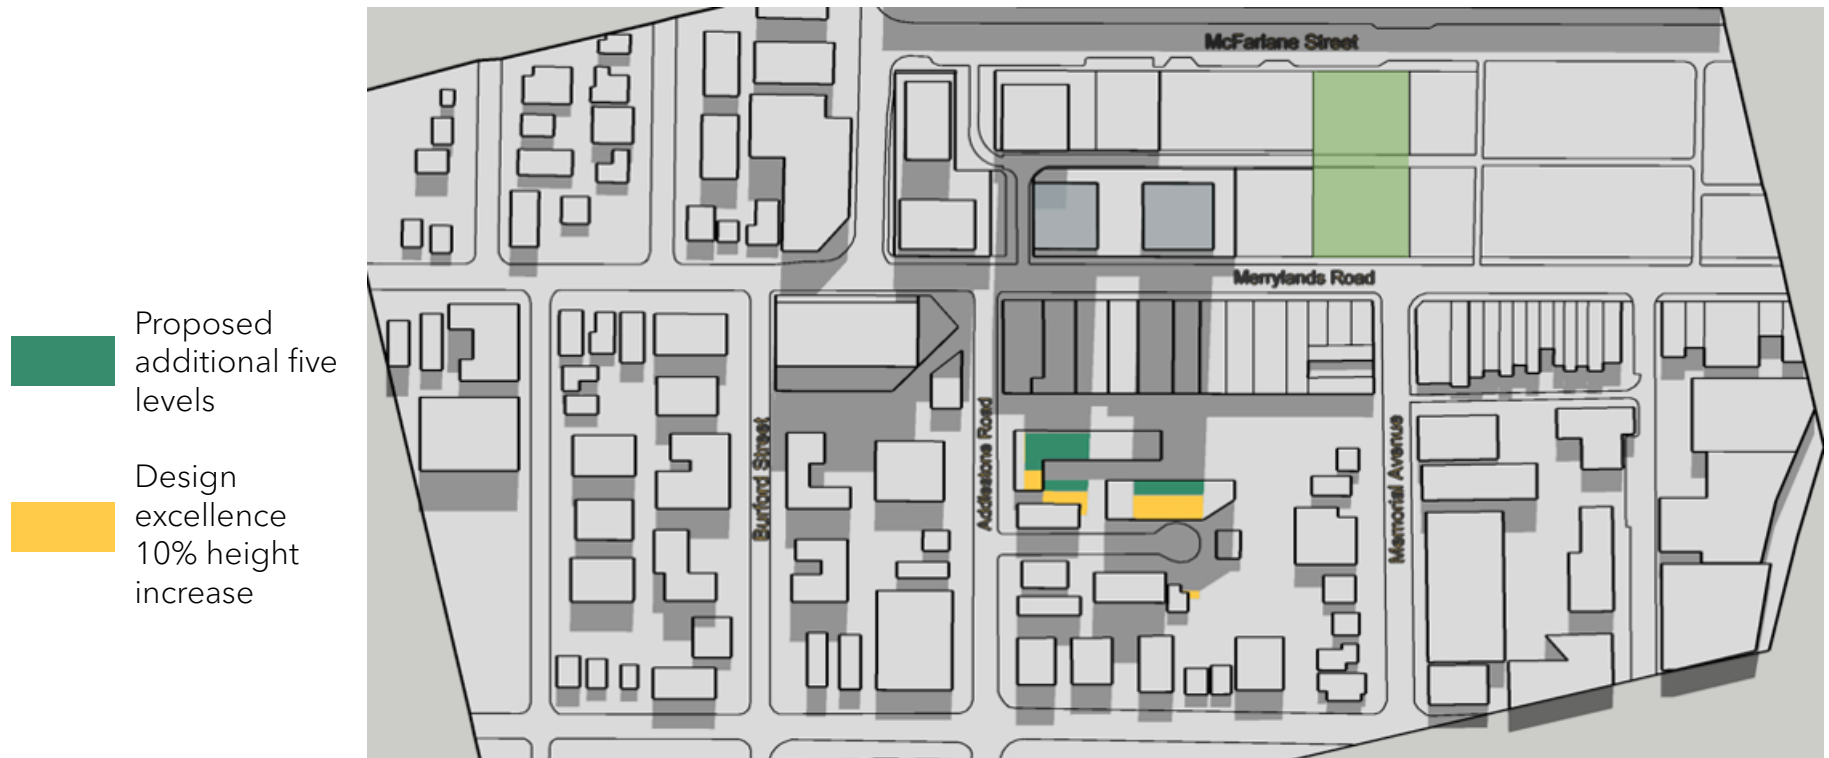 Proposed
additional five
levels
Design
excellence
10% height
increase
McFarlane Street
Merrylands Road
Burford Street
Addlestone Road
Memorial Avenue